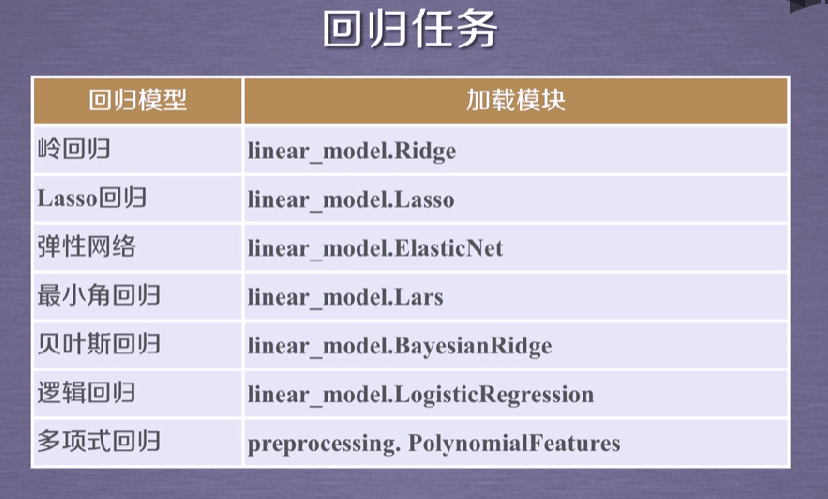 回归任务
回归模型 加载模块
岭回归 linear_model.Ridge
Lasso回归 linear_model.Lasso
弹性网络 linear_model.ElasticNet
最小角回归 linear_model.Lars
贝叶斯回归 linear_model.BayesianRidge
逻辑回归 linear_model.LogisticRegression
多项式回归 preprocessing. PolynomialFeatures